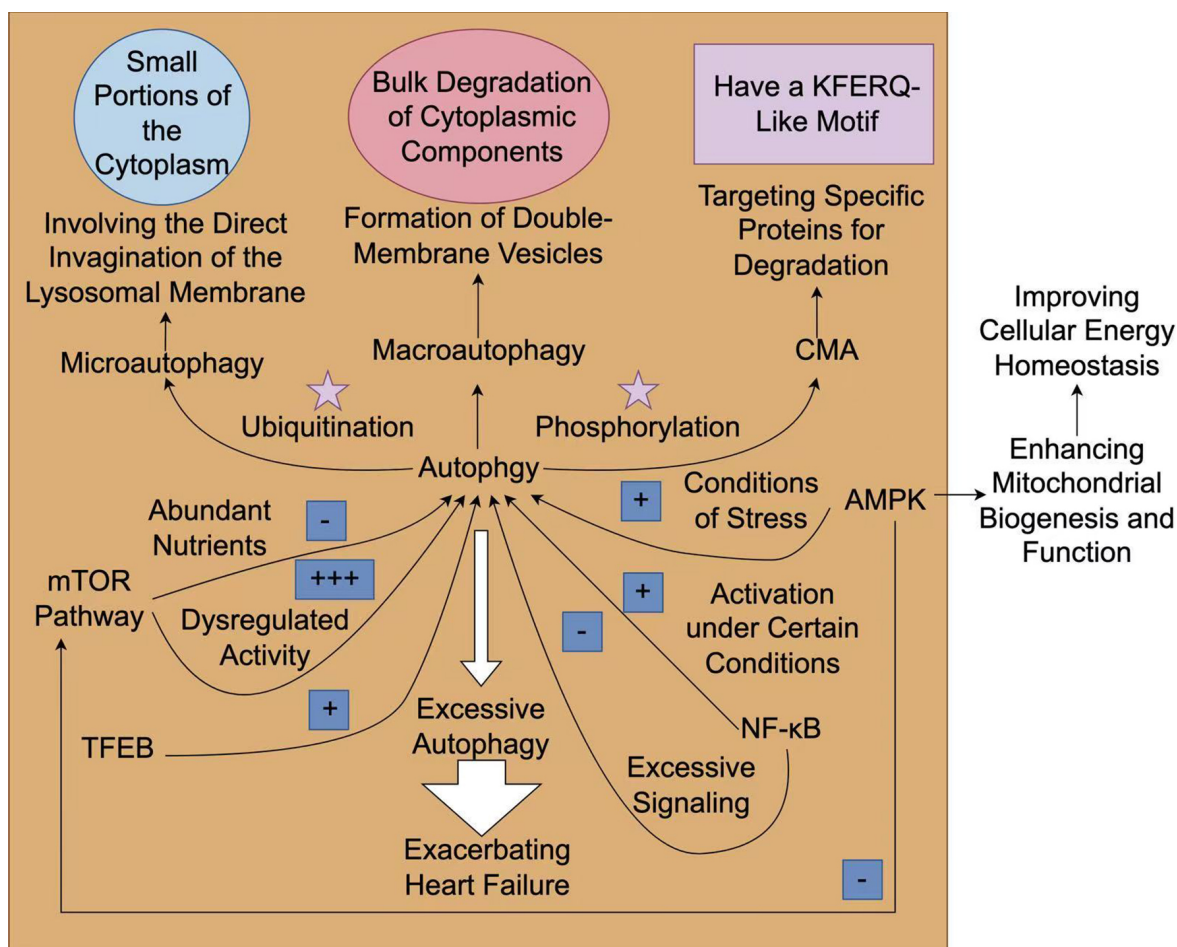 Small
Portions of
the
Cytoplasm
Bulk Degradation
of Cytoplasmic
Components
Have a KFERQ-
Like Motif
Involving the Direct
Invagination of the
Lysosomal Membrane
Formation of Double-
Membrane Vesicles
Targeting Specific
Proteins for
Degradation
Microautophagy
Macroautophagy
CMA
Improving
Cellular Energy
Homeostasis
Ubiquitination
Phosphorylation
Autophgy
Abundant
Nutrients
-
+
Conditions
of Stress
AMPK
Enhancing
Mitochondrial
Biogenesis and
Function
mTOR
Pathway
+++
Dysregulated
Activity
+
-
Activation
under Certain
Conditions
TFEB
+
Excessive
Autophagy
NF-κB
Excessive
Signaling
Exacerbating
Heart Failure
-